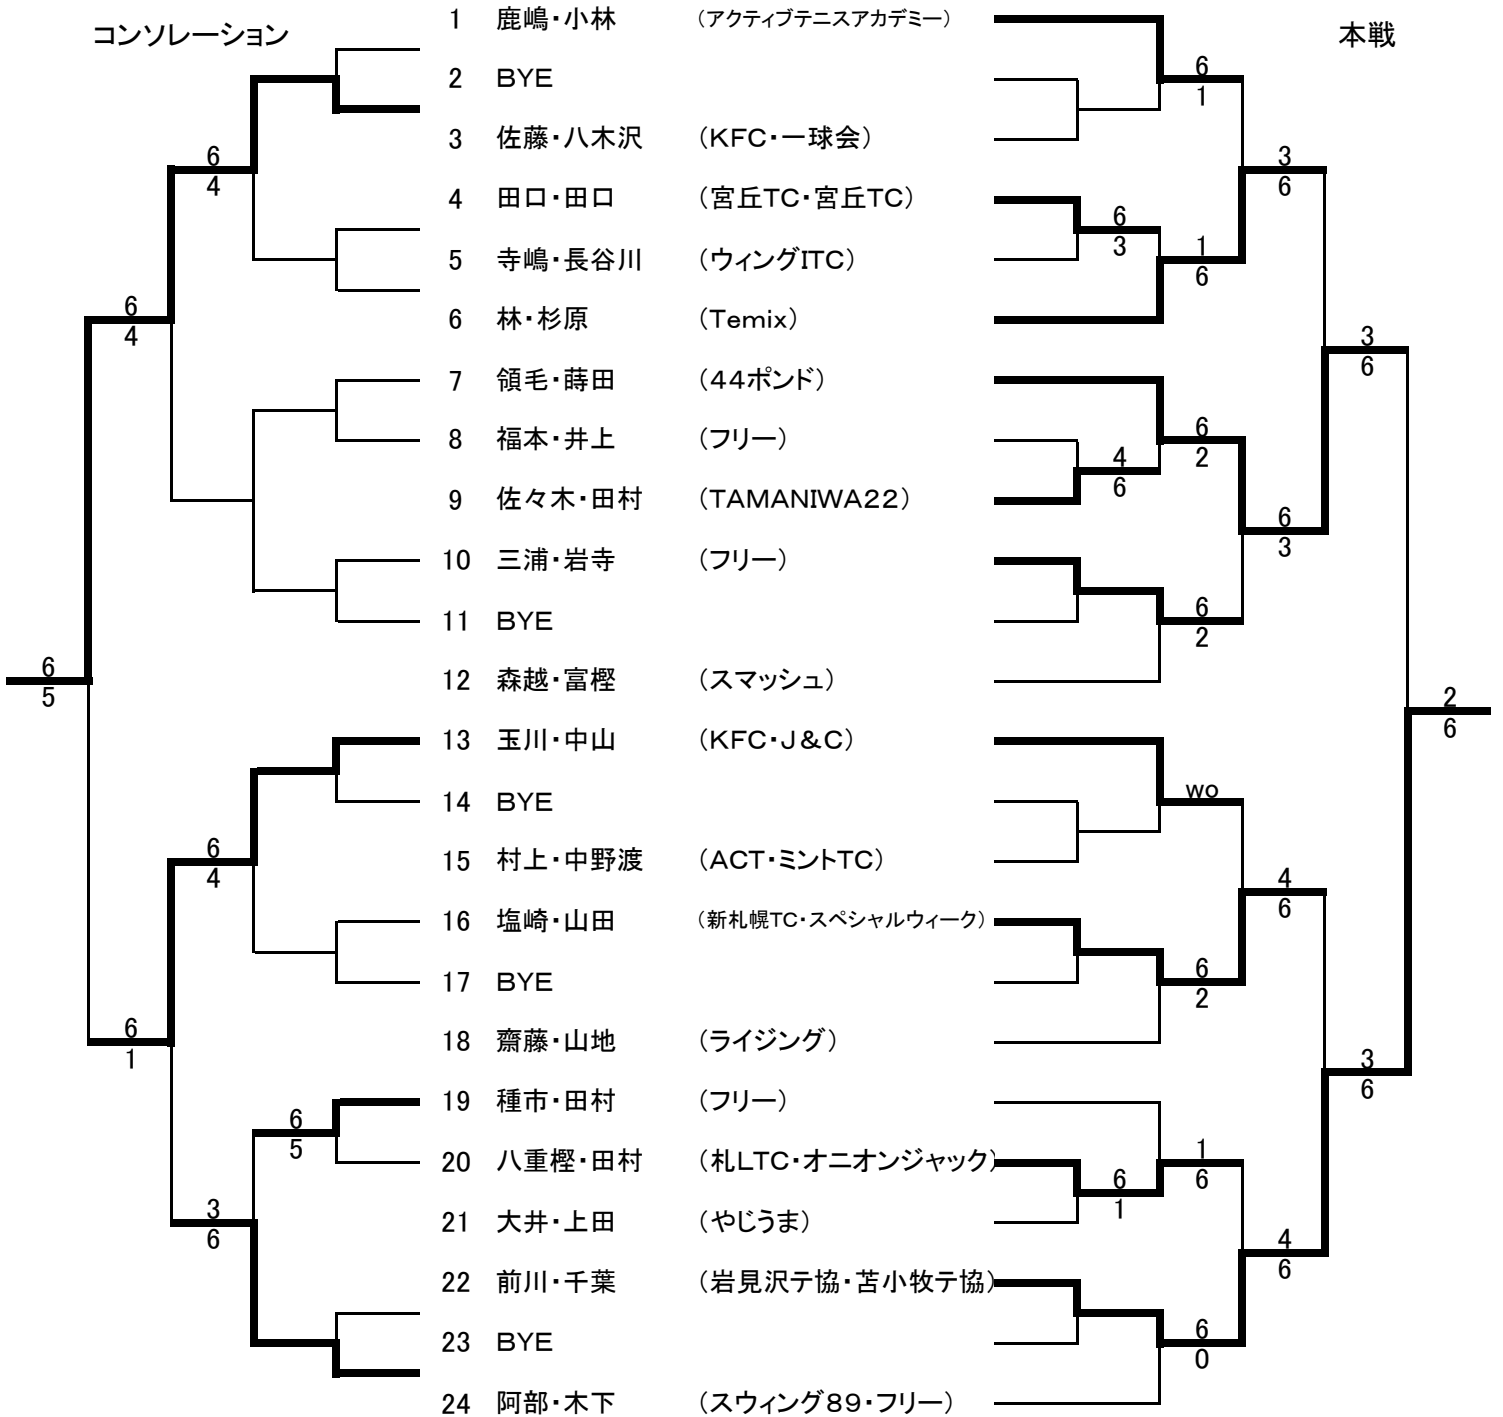 コンソレーション
本戦
1 鹿嶋・小林 （アクティブテニスアカデミー）
2 BYE
3 佐藤・八木沢 （KFC・一球会）
4 田口・田口 （宮丘TC・宮丘TC）
5 寺嶋・長谷川 （ウィングITC）
6 林・杉原 （Temix）
7 領毛・蒔田 （44ポンド）
8 福本・井上 （フリー）
9 佐々木・田村 （TAMANIWA22）
10 三浦・岩寺 （フリー）
11 BYE
12 森越・富樫 （スマッシュ）
13 玉川・中山 （KFC・J&C）
14 BYE
15 村上・中野渡 （ACT・ミントTC）
16 塩崎・山田 （新札幌TC・スペシャルウィーク）
17 BYE
18 齋藤・山地 （ライジング）
19 種市・田村 （フリー）
20 八重樫・田村 （札LTC・オニオンジャック）
21 大井・上田 （やじうま）
22 前川・千葉 （岩見沢テ協・苫小牧テ協）
23 BYE
24 阿部・木下 （スウィング89・フリー）
6
4
6
4
6
5
6
4
6
1
6
5
3
6
6
3
4
6
6
1
6
1
1
6
6
2
6
2
wo
6
2
1
6
6
0
3
6
6
3
4
6
4
6
3
6
3
6
2
6